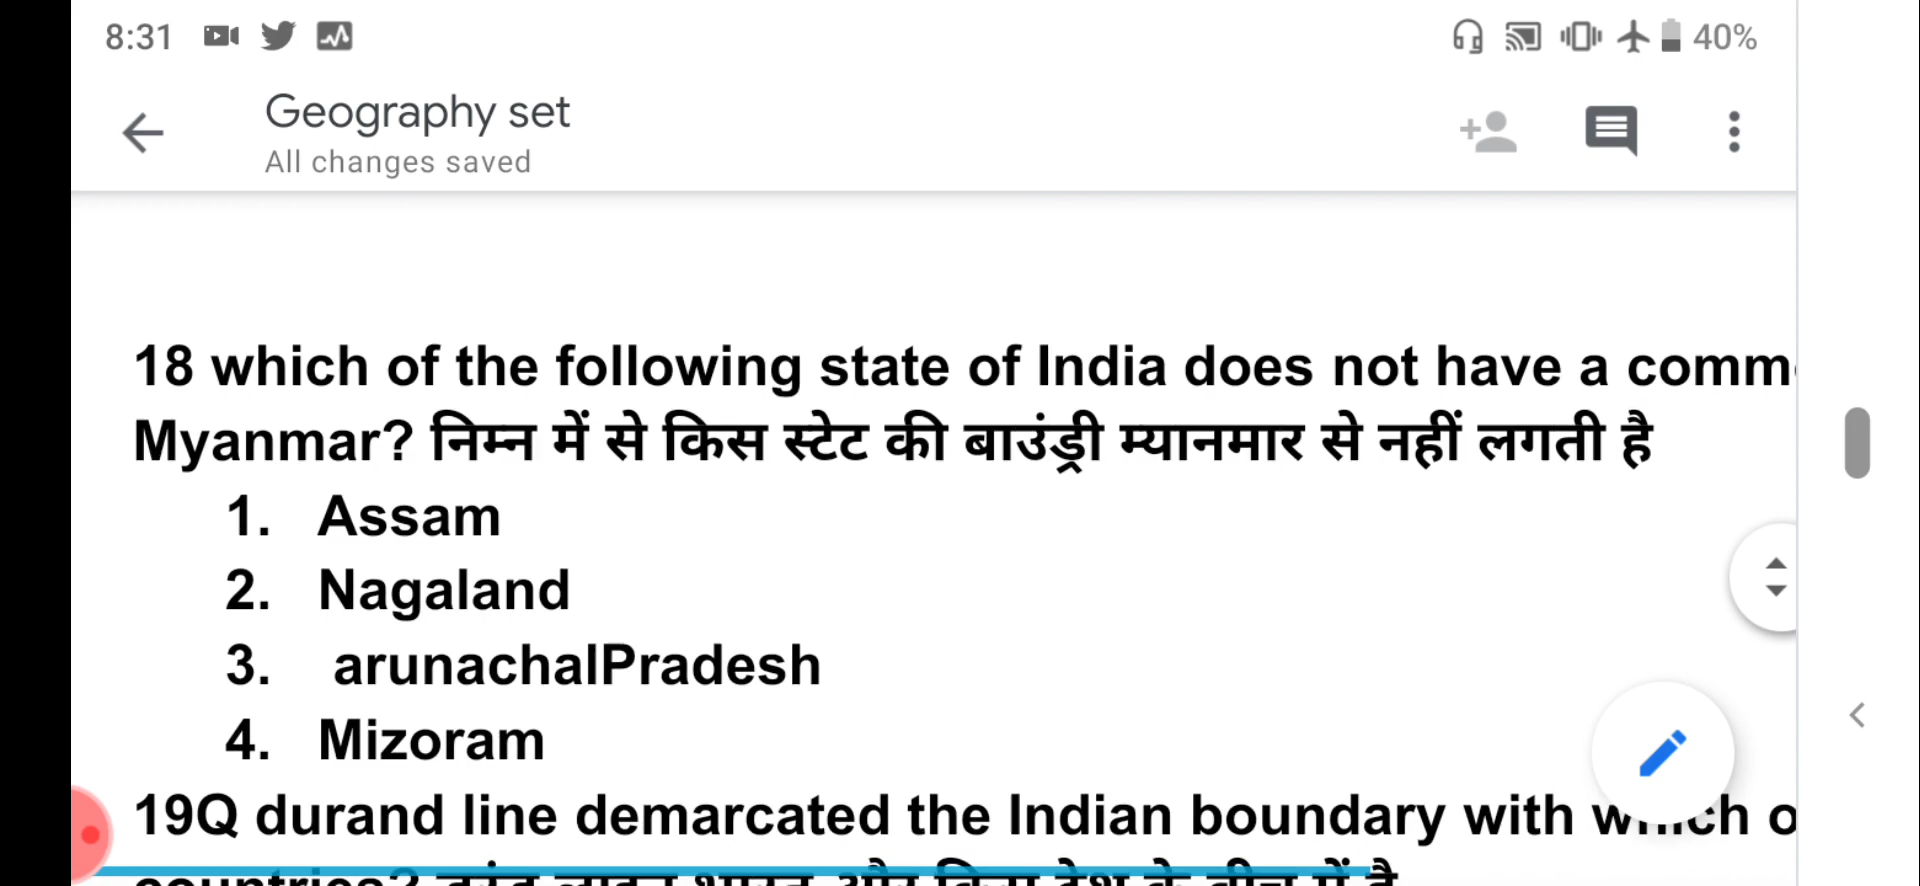 8:31
40%
Geography set
All changes saved
18 which of the following state of India does not have a comm
Myanmar? निम्न में से किस स्टेट की बाउंड्री म्यानमार से नहीं लगती है
1. Assam
2. Nagaland
3. arunachalPradesh
4. Mizoram
19Q durand line demarcated the Indian boundary with which o